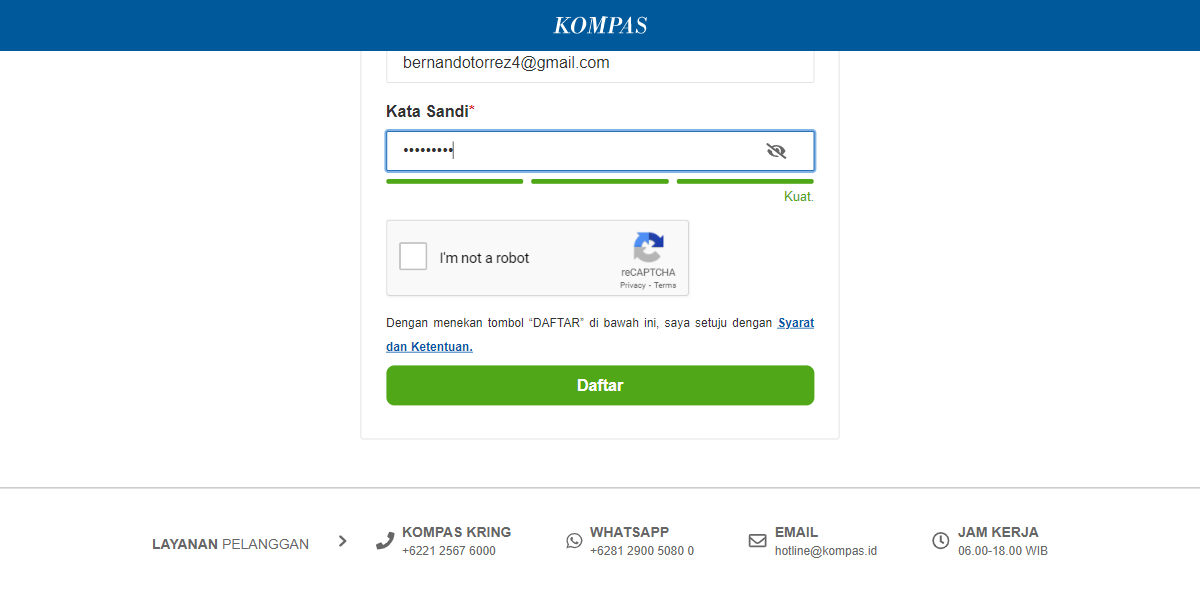 KOMPAS
bernandotorrez4@gmail.com
Kata Sandi*
•••••••••
Kuat.
I'm not a robot
reCAPTCHA
Privacy - Terms
Dengan menekan tombol “DAFTAR” di bawah ini, saya setuju dengan Syarat
dan Ketentuan.
Daftar
LAYANAN PELANGGAN
KOMPAS KRING
+6221 2567 6000
WHATSAPP
+6281 2900 5080 0
EMAIL
hotline@kompas.id
JAM KERJA
06.00-18.00 WIB